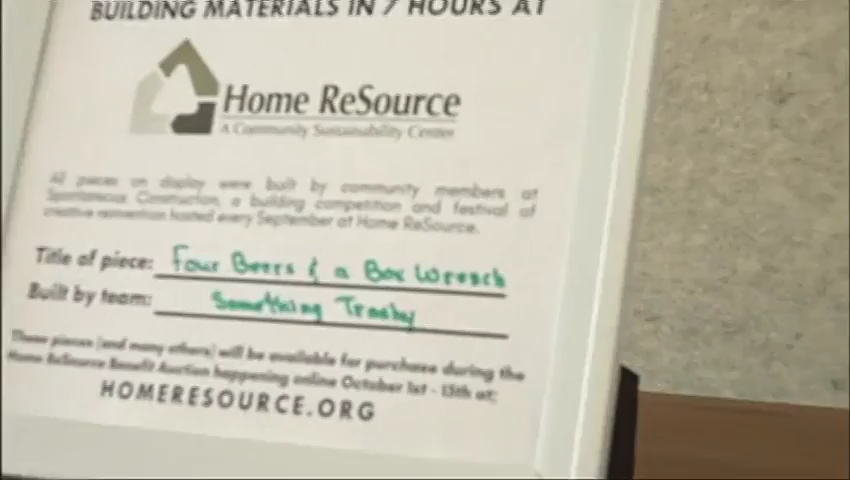 BUILDING MATERIALS IN 7 HOURS AT
Home ReSource
A Community Sustainability Center
All pieces on display were built by community members at
Spontaneous Construction, a building competition and festival of
creative reinvention hosted every September at Home ReSource.
Title of piece: Four Beers & a Box Wrench
Built by team: Something Trashy
These pieces (and many others) will be available for purchase during the
Home ReSource Benefit Auction happening online October 1st - 15th at:
HOMERESOURCE.ORG